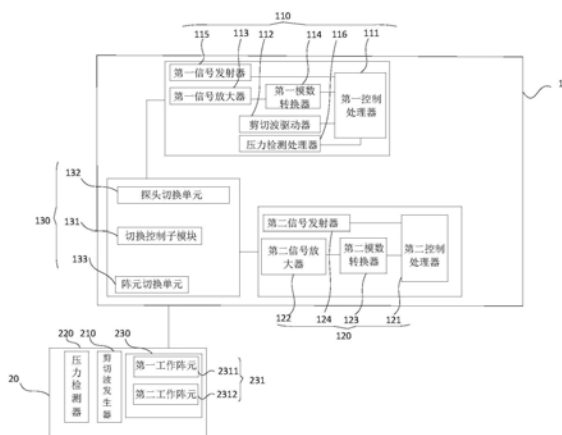 110
115
113
112
114
116
111
1
第一信号发射器
第一信号放大器
第一模数
转换器
第一控制
处理器
剪切波驱动器
压力检测处理器
132
探头切换单元
130
131
切换控制子模块
133
阵元切换单元
第二信号发射器
第二信号放
大器
第二模数
转换器
第二控制
处理器
122
124
123
121
120
220
210
230
20
压力检测器
剪切波发生器
第一工作阵元
2311
231
第二工作阵元
2312